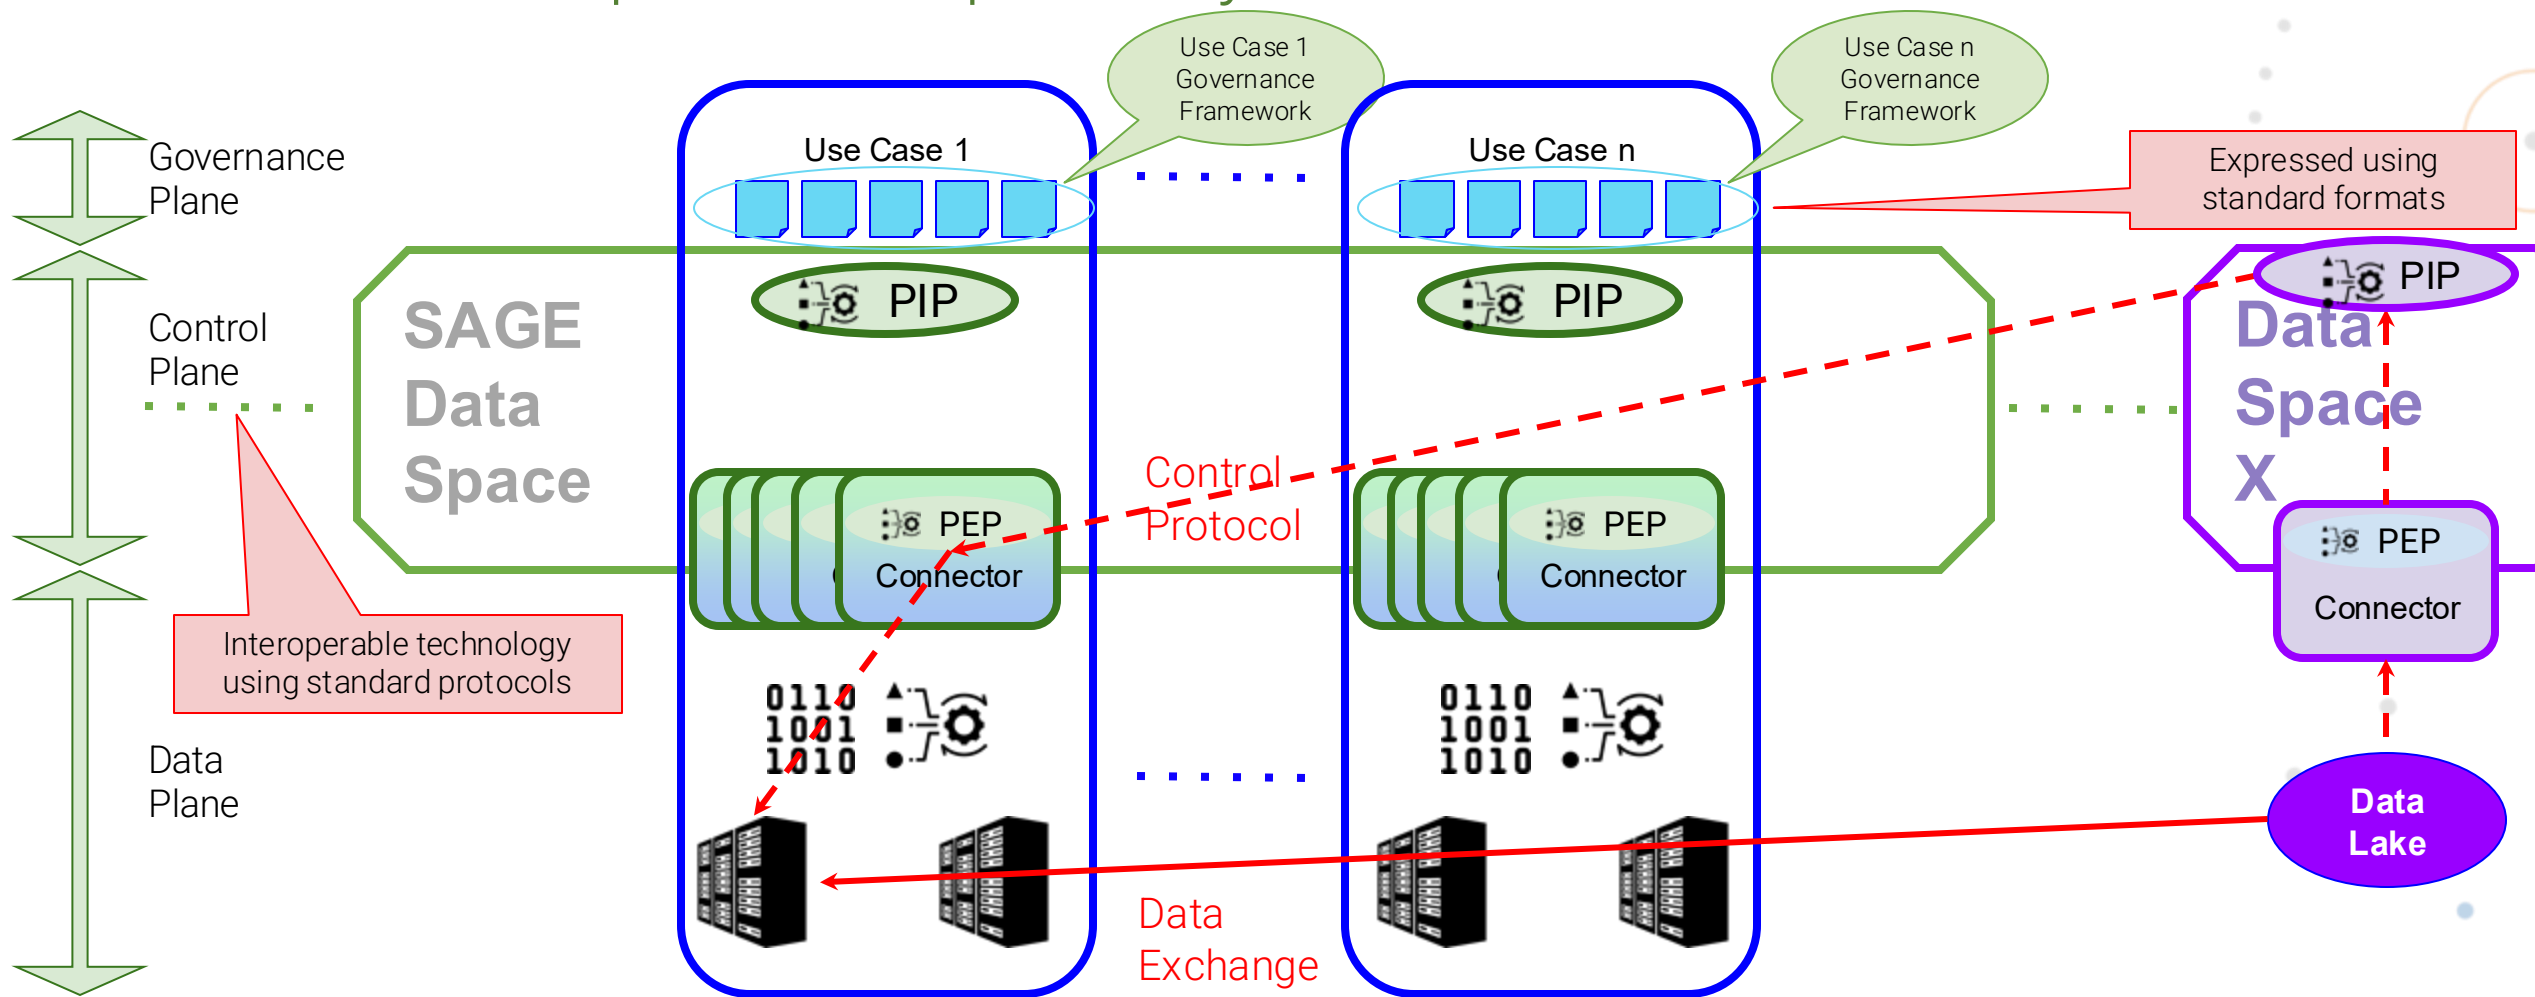 Use Case 1
Governance
Framework
Use Case n
Governance
Framework
Governance
Plane
Use Case 1
Use Case n
Expressed using
standard formats
Control
Plane
SAGE
Data
Space
PIP
PIP
PIP
Data
Space
X
Control
Protocol
PEP
Connector
PEP
Connector
PEP
Connector
Interoperable technology
using standard protocols
0110
1001
1010
0110
1001
1010
Data
Plane
Data
Lake
Data
Exchange